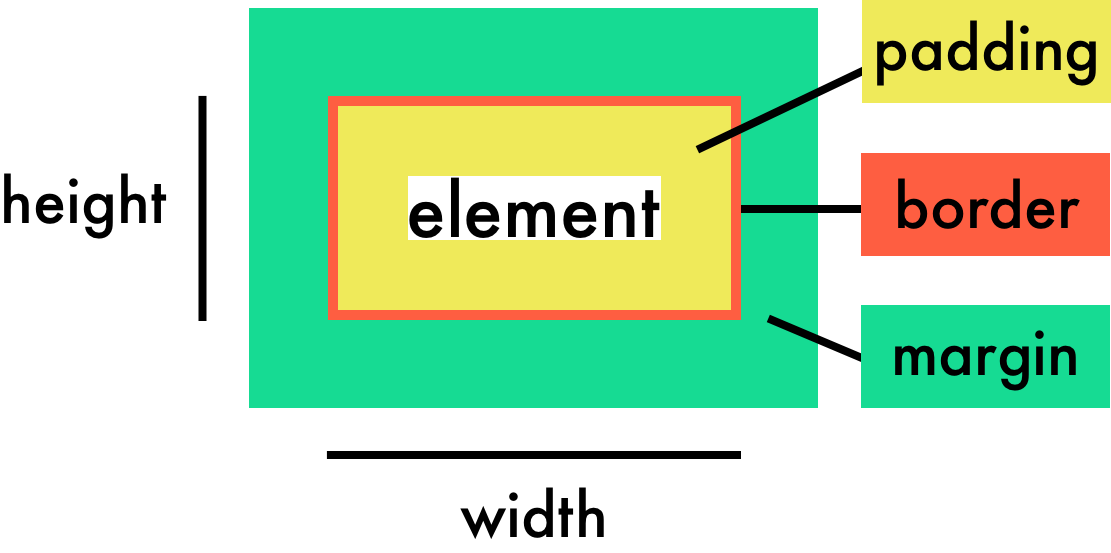 padding
height
element
border
margin
width